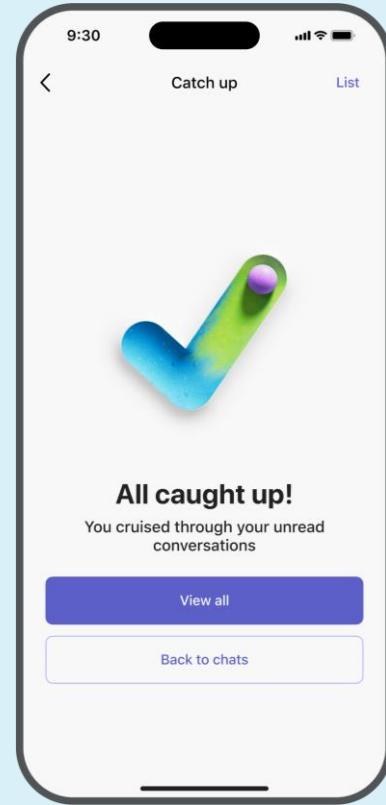 9:30
Catch up
List
All caught up!
You cruised through your unread
conversations
View all
Back to chats